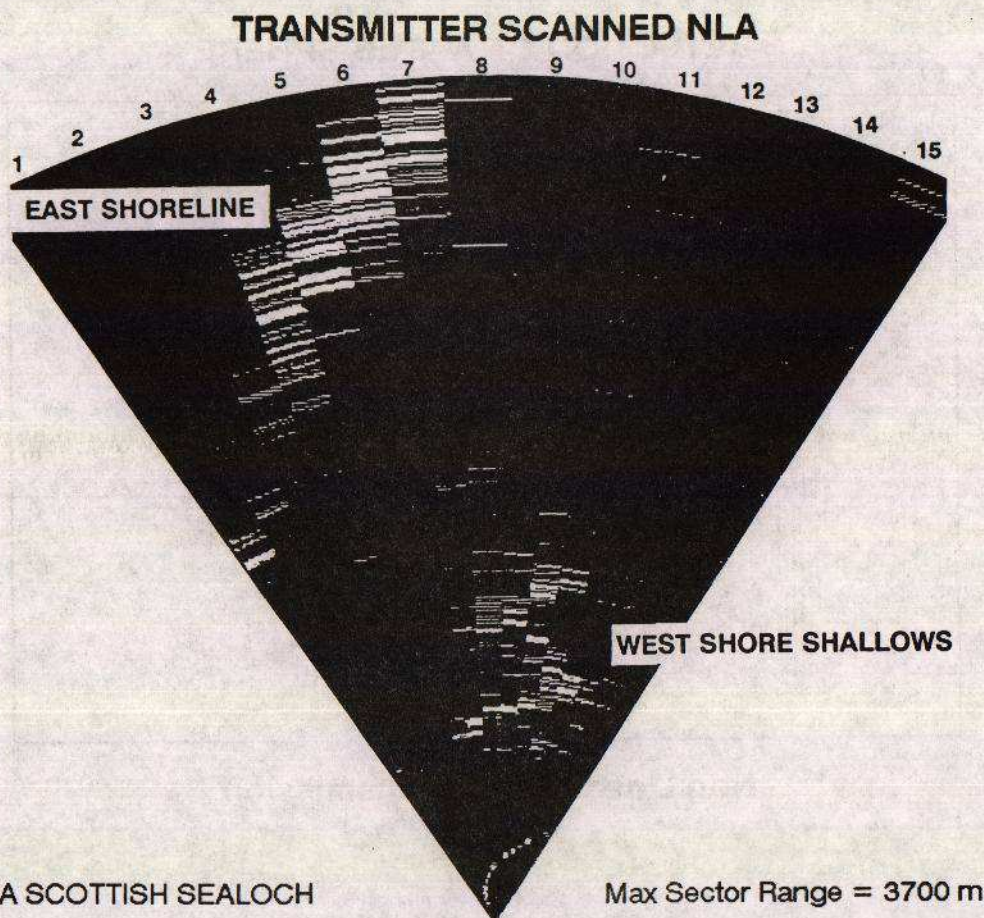 TRANSMITTER SCANNED NLA
1 2 3 4 5 6 7 8 9 10 11 12 13 14 15
EAST SHORELINE
WEST SHORE SHALLOWS
A SCOTTISH SEALOCH
Max Sector Range = 3700 m